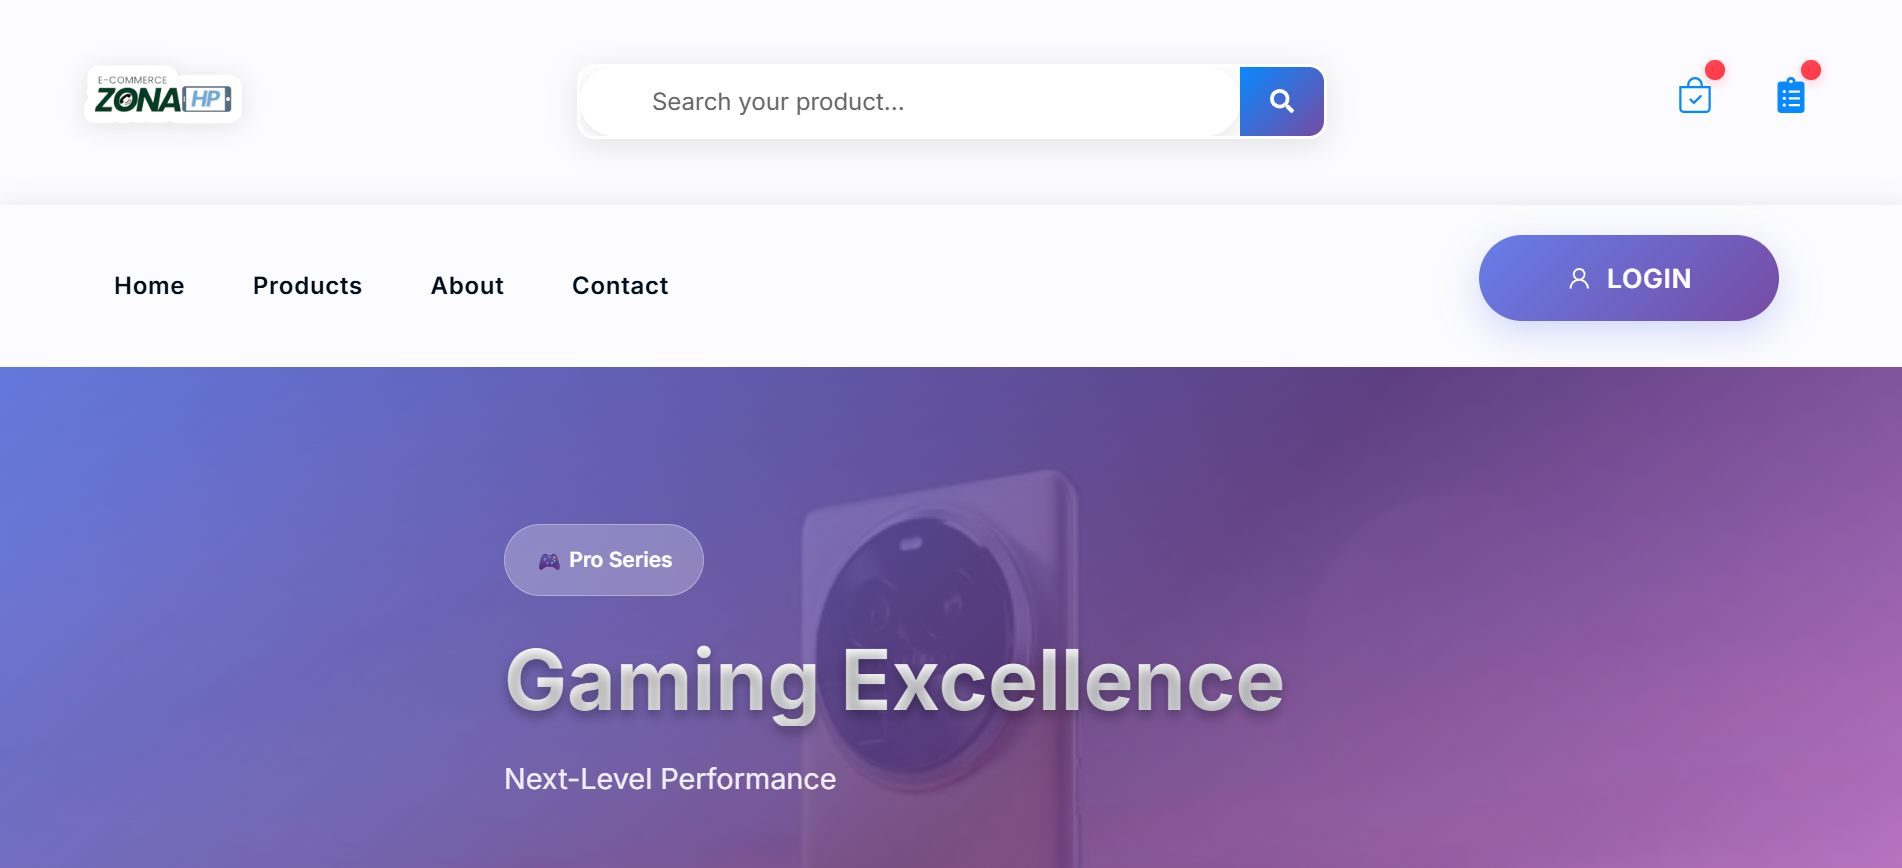 E-COMMERCE
ZONA HP
Search your product...
Home
Products
About
Contact
LOGIN
Pro Series
Gaming Excellence
Next-Level Performance